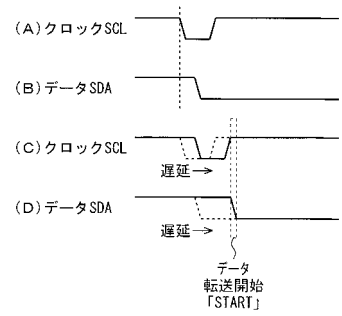 (A)クロックSCL
(B)データSDA
(C)クロックSCL
遅延→
(D)データSDA
遅延→
データ
転送開始
「START」